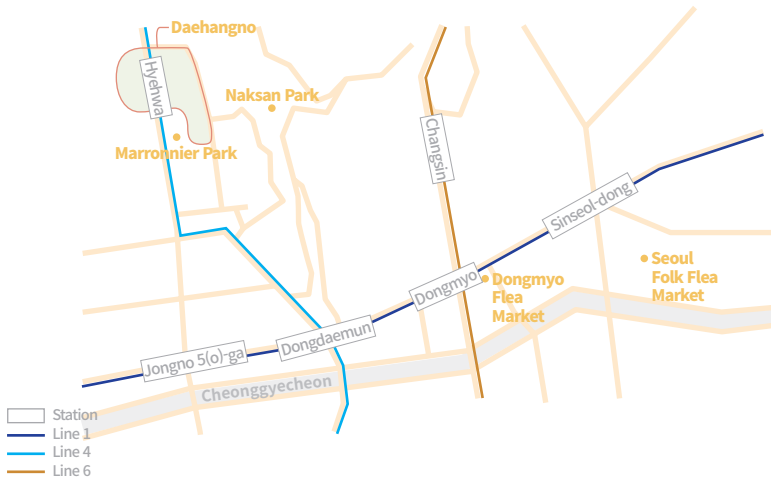 Daehangno
Hyehwa
Naksan Park
Marronnier Park
Changsin
Sinseol-dong
Seoul
Folk Flea
Market
Dongmyo
Dongmyo
Flea
Market
Dongdaemun
Jongno 5(o)-ga
Cheonggyecheon
Station
Line 1
Line 4
Line 6